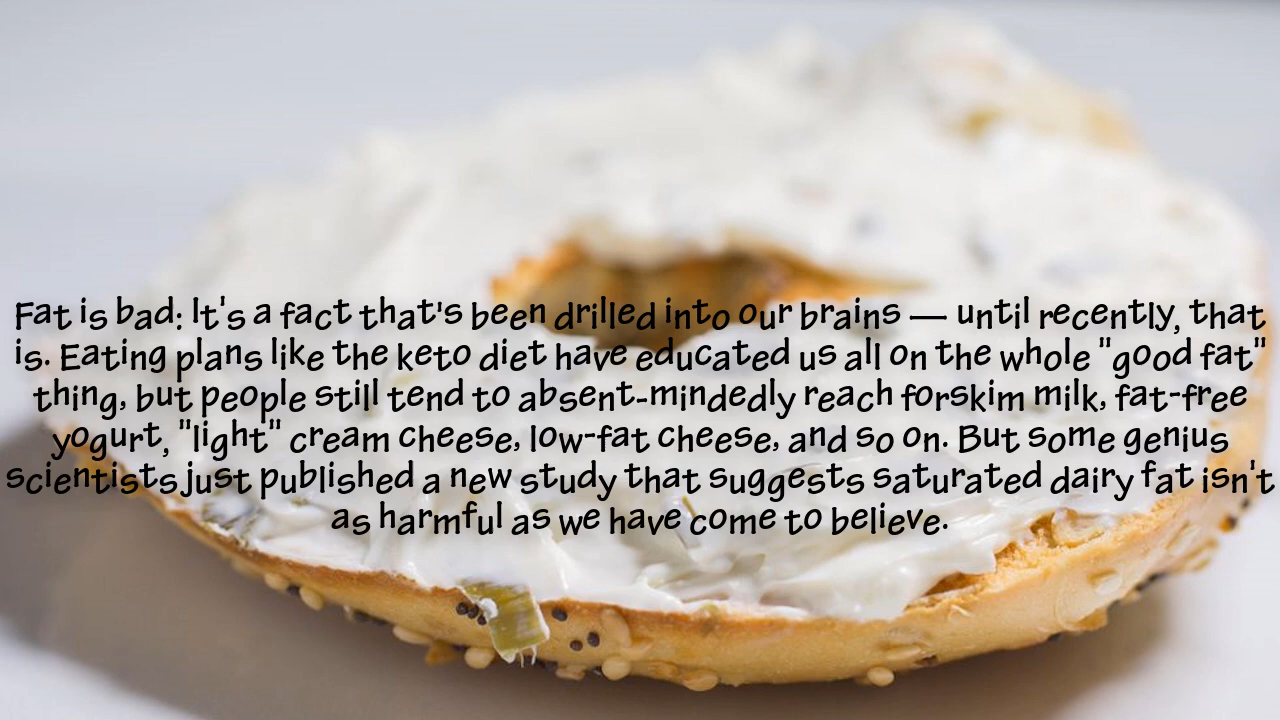 Fat is bad: It's a fact that's been drilled into our brains — until recently, that
is. Eating plans like the keto diet have educated us all on the whole "good fat"
thing, but people still tend to absent-mindedly reach forskim milk, fat-free
yogurt, "light" cream cheese, low-fat cheese, and so on. But some genius
scientists just published a new study that suggests saturated dairy fat isn't
as harmful as we have come to believe.